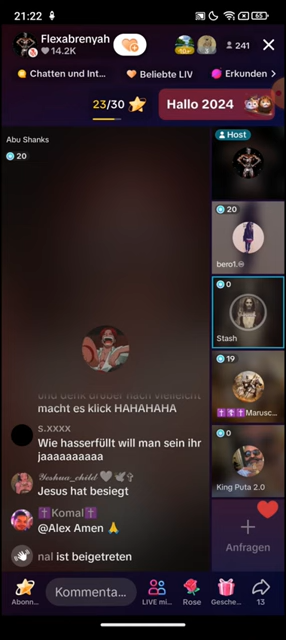 21:22
65
Flexabrenyah
14.2K
241
Chatten und Int...
Beliebte LIV
Erkunden >
23/30
Hallo 2024
Abu Shanks
20
Host
20
bero1.
0
Stash
19
✝️✝️✝️Marusc...
0
King Puta 2.0
Anfragen
und denk drüber nach vielleicht
macht es klick HAHAHAHA
s.xxxx
Wie hasserfüllt will man sein ihr
jaaaaaaaaaa
𝒴𝑒𝓈𝒽𝓊𝒶_𝒸𝒽𝒾𝓁𝒹 🤍🕊✞
Jesus hat besiegt
✝️Komal✝️
@Alex Amen 🙏
nal ist beigetreten
Abonn...
Kommenta...
LIVE mi...
Rose
Gesche...
13